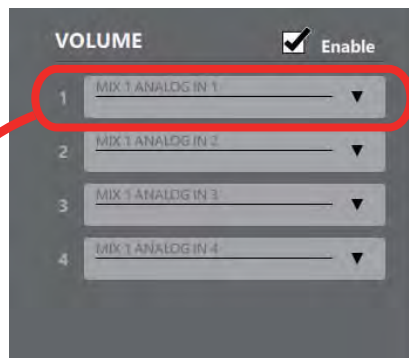 VOLUME Enable
1 MIX 1 ANALOG IN 1
2 MIX 1 ANALOG IN 2
3 MIX 1 ANALOG IN 3
4 MIX 1 ANALOG IN 4